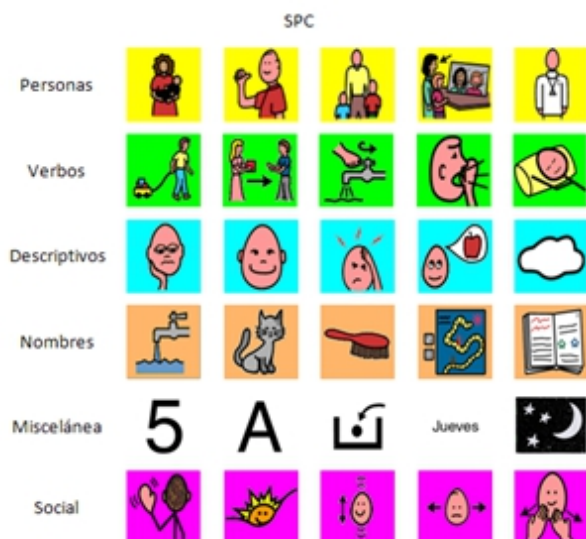 SPC
Personas
Verbos
Descriptivos
Nombres
Miscelánea
5 A Jueves
Social